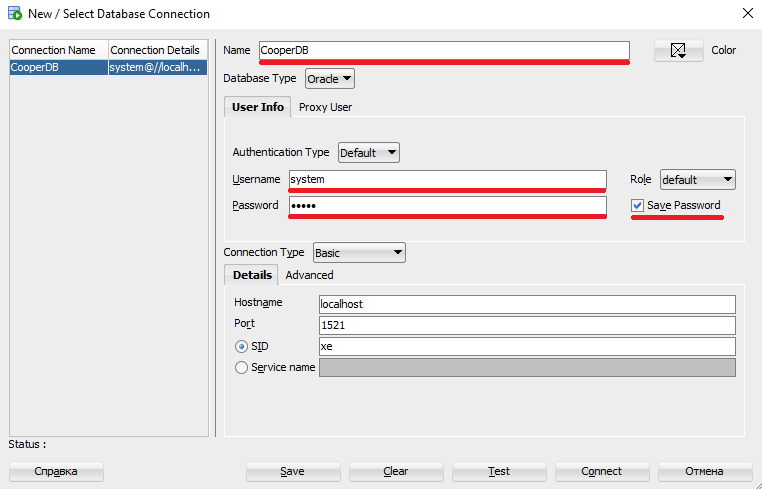 New / Select Database Connection
Connection Name Connection Details
CooperDB system@//localh...
Name CooperDB Color
Database Type Oracle
User Info Proxy User
Authentication Type Default
Username system Role default
Password ••••• Save Password
Connection Type Basic
Details Advanced
Hostname localhost
Port 1521
SID xe
Service name
Status :
Справка Save Clear Test Connect Отмена